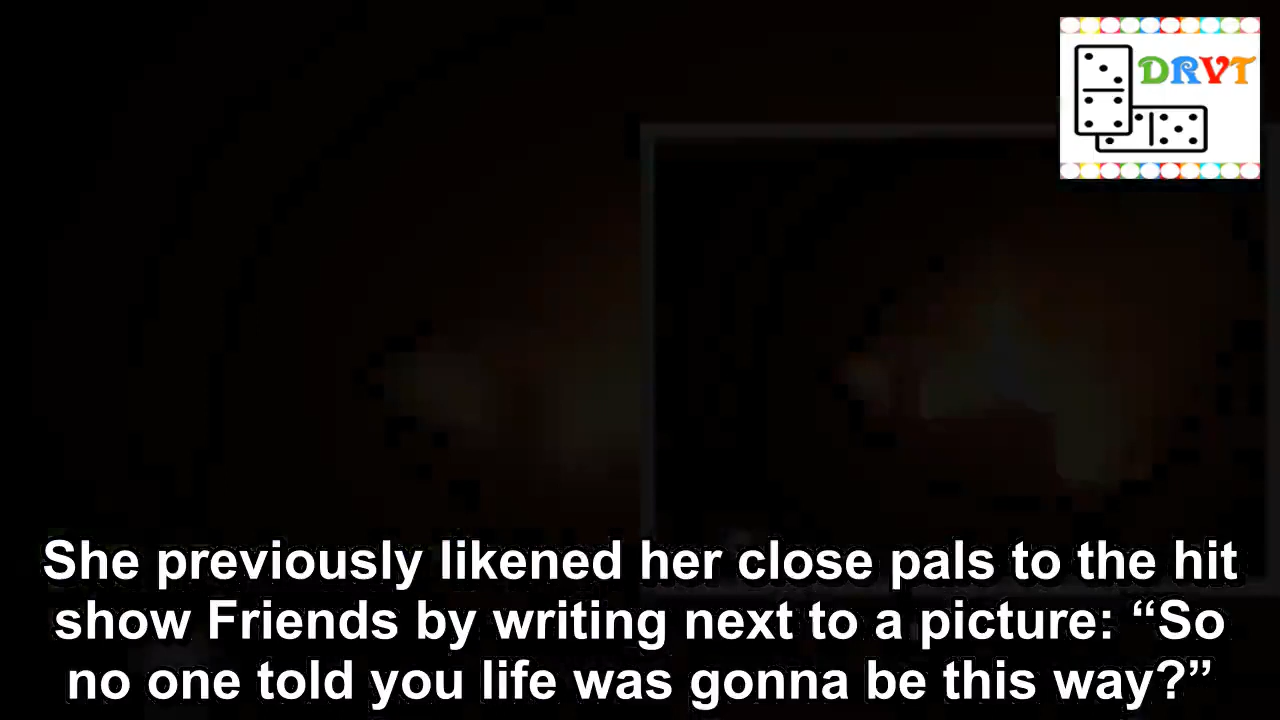 DRVT
She previously likened her close pals to the hit
show Friends by writing next to a picture: “So
no one told you life was gonna be this way?”